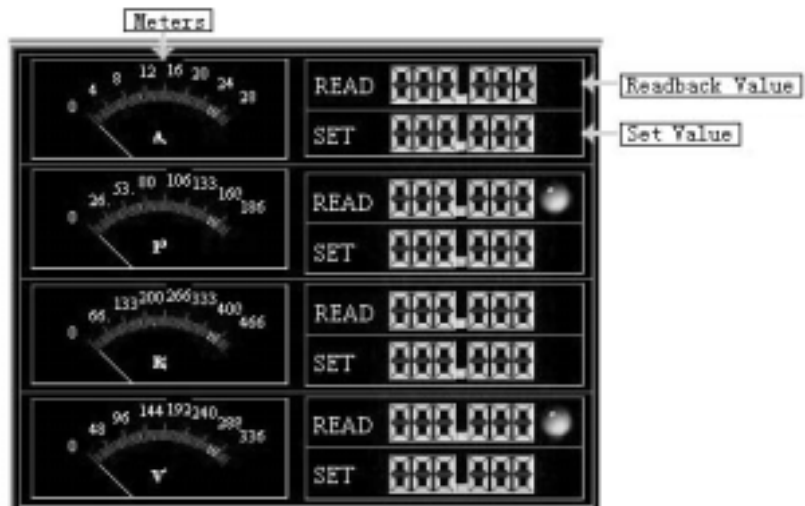 Meters
0 4 8 12 16 20 24 28
A
READ 000.000
Readback Value
SET 000.000
Set Value
0 26. 53. 80 106 133 160 186
P
READ 000.000
SET 000.000
0 66. 133 200 266 333 400 466
R
READ 000.000
SET 000.000
0 48 96 144 192 240 288 336
V
READ 000.000
SET 000.000